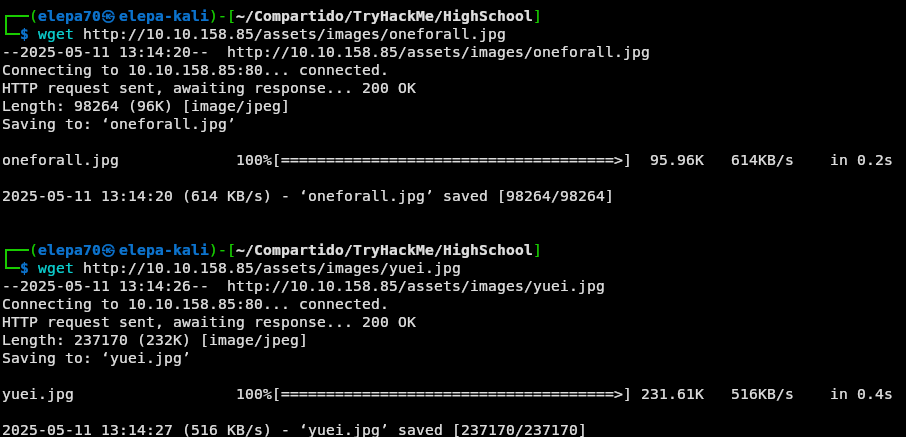 ┌──(elepa70㉿elepa-kali)-[~/Compartido/TryHackMe/HighSchool]
└─$ wget http://10.10.158.85/assets/images/oneforall.jpg
--2025-05-11 13:14:20--  http://10.10.158.85/assets/images/oneforall.jpg
Connecting to 10.10.158.85:80... connected.
HTTP request sent, awaiting response... 200 OK
Length: 98264 (96K) [image/jpeg]
Saving to: ‘oneforall.jpg’
oneforall.jpg             100%[=====================================>]  95.96K   614KB/s    in 0.2s
2025-05-11 13:14:20 (614 KB/s) - ‘oneforall.jpg’ saved [98264/98264]
┌──(elepa70㉿elepa-kali)-[~/Compartido/TryHackMe/HighSchool]
└─$ wget http://10.10.158.85/assets/images/yuei.jpg
--2025-05-11 13:14:26--  http://10.10.158.85/assets/images/yuei.jpg
Connecting to 10.10.158.85:80... connected.
HTTP request sent, awaiting response... 200 OK
Length: 237170 (232K) [image/jpeg]
Saving to: ‘yuei.jpg’
yuei.jpg                  100%[=====================================>] 231.61K   516KB/s    in 0.4s
2025-05-11 13:14:27 (516 KB/s) - ‘yuei.jpg’ saved [237170/237170]